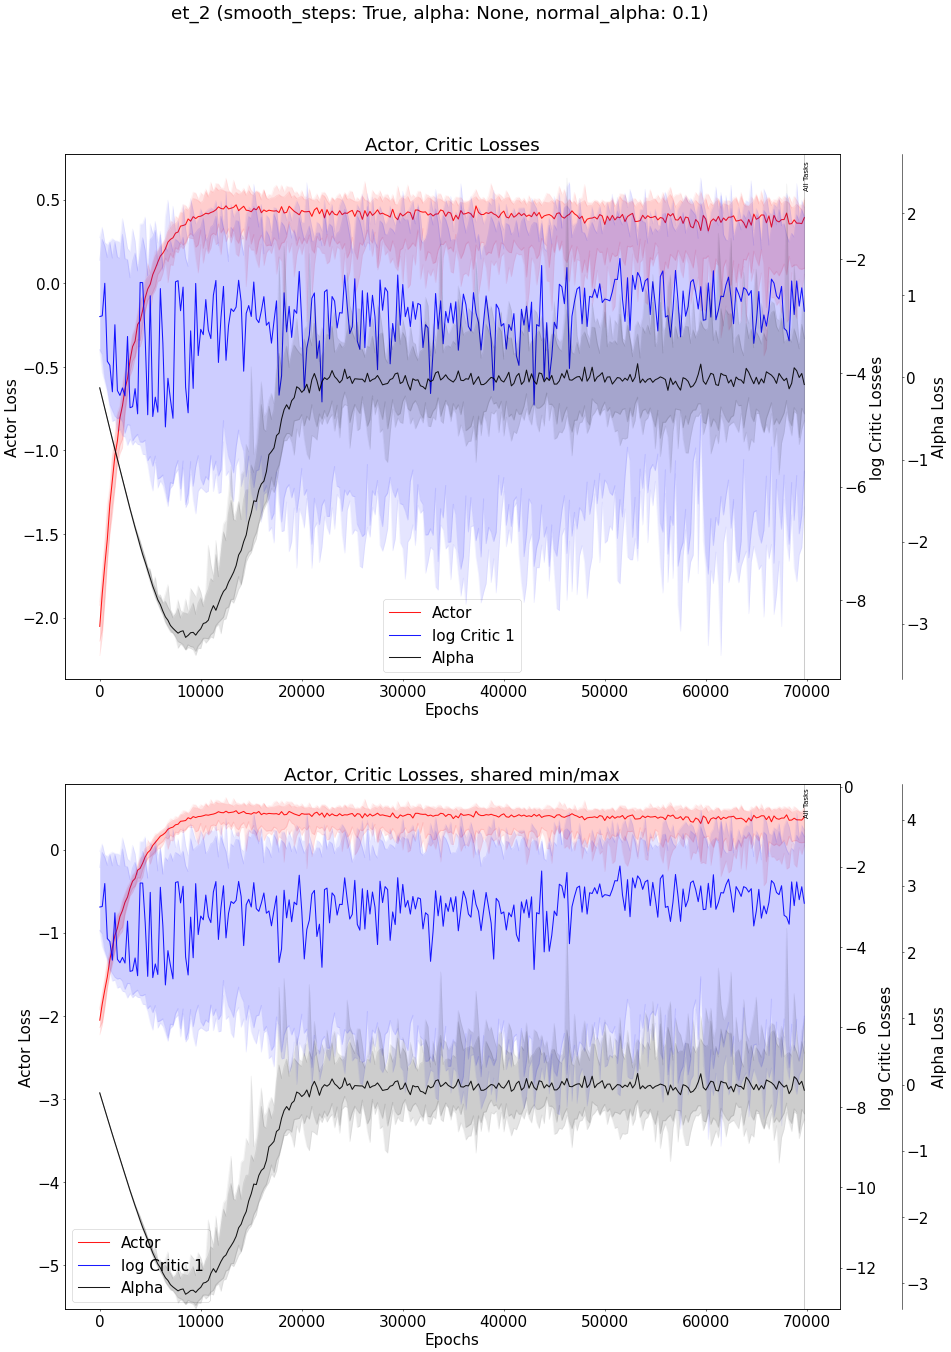 et_2 (smooth_steps: True, alpha: None, normal_alpha: 0.1)
Actor, Critic Losses
All Tasks
0.5
0.0
−0.5
−1.0
−1.5
−2.0
Actor Loss
−2
−4
−6
−8
log Critic Losses
2
1
0
−1
−2
−3
Alpha Loss
Actor
log Critic 1
Alpha
0 10000 20000 30000 40000 50000 60000 70000
Epochs
Actor, Critic Losses, shared min/max
All Tasks
0
−1
−2
−3
−4
−5
Actor Loss
0
−2
−4
−6
−8
−10
−12
log Critic Losses
4
3
2
1
0
−1
−2
−3
Alpha Loss
Actor
log Critic 1
Alpha
0 10000 20000 30000 40000 50000 60000 70000
Epochs